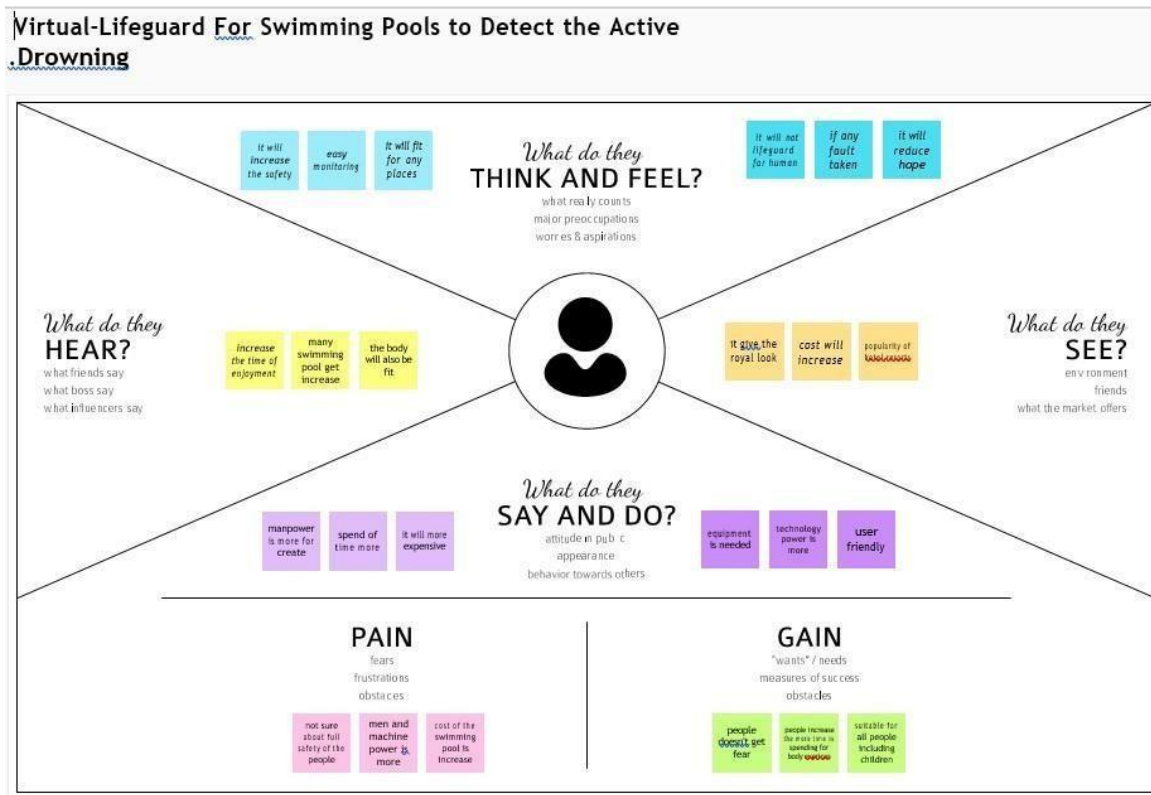 Virtual-Lifeguard For Swimming Pools to Detect the Active
.Drowning
it will
increase
the safety
easy
monitoring
it will fit
for any
places
What do they
THINK AND FEEL?
what really counts
major preoccupations
worries & aspirations
it will not
lifeguard
for human
if any
fault
taken
it will
reduce
hope
What do they
HEAR?
what friends say
what boss say
what influencers say
increase
the time of
enjoyment
many
swimming
pool get
increase
the body
will also be
fit
it give the
royal look
cost will
increase
popularity of
What do they
SEE?
environment
friends
what the market offers
What do they
SAY AND DO?
attitude in public
appearance
behavior towards others
manpower
is more for
create
spend of
time more
it will more
expensive
equipment
is needed
technology
power is
more
user
friendly
PAIN
fears
frustrations
obstacles
not sure
about full
safety of the
people
men and
machine
power is
more
cost of the
swimming
pool is
increase
GAIN
"wants" / needs
measures of success
obstacles
people
doesn't get
fear
people increase
the more time is
spending for
body
suitable for
all people
including
children